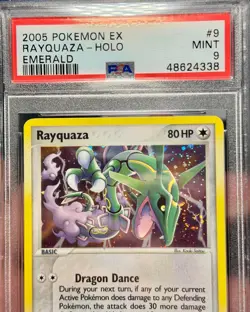 2005 POKEMON EX #9
RAYQUAZA - HOLO MINT
EMERALD 9
PSA 48624338
Rayquaza 80 HP
BASIC
Dragon Dance
During your next turn, if any of your current
Active Pokémon does damage to any Defending
Pokémon, the attack does 30 more damage